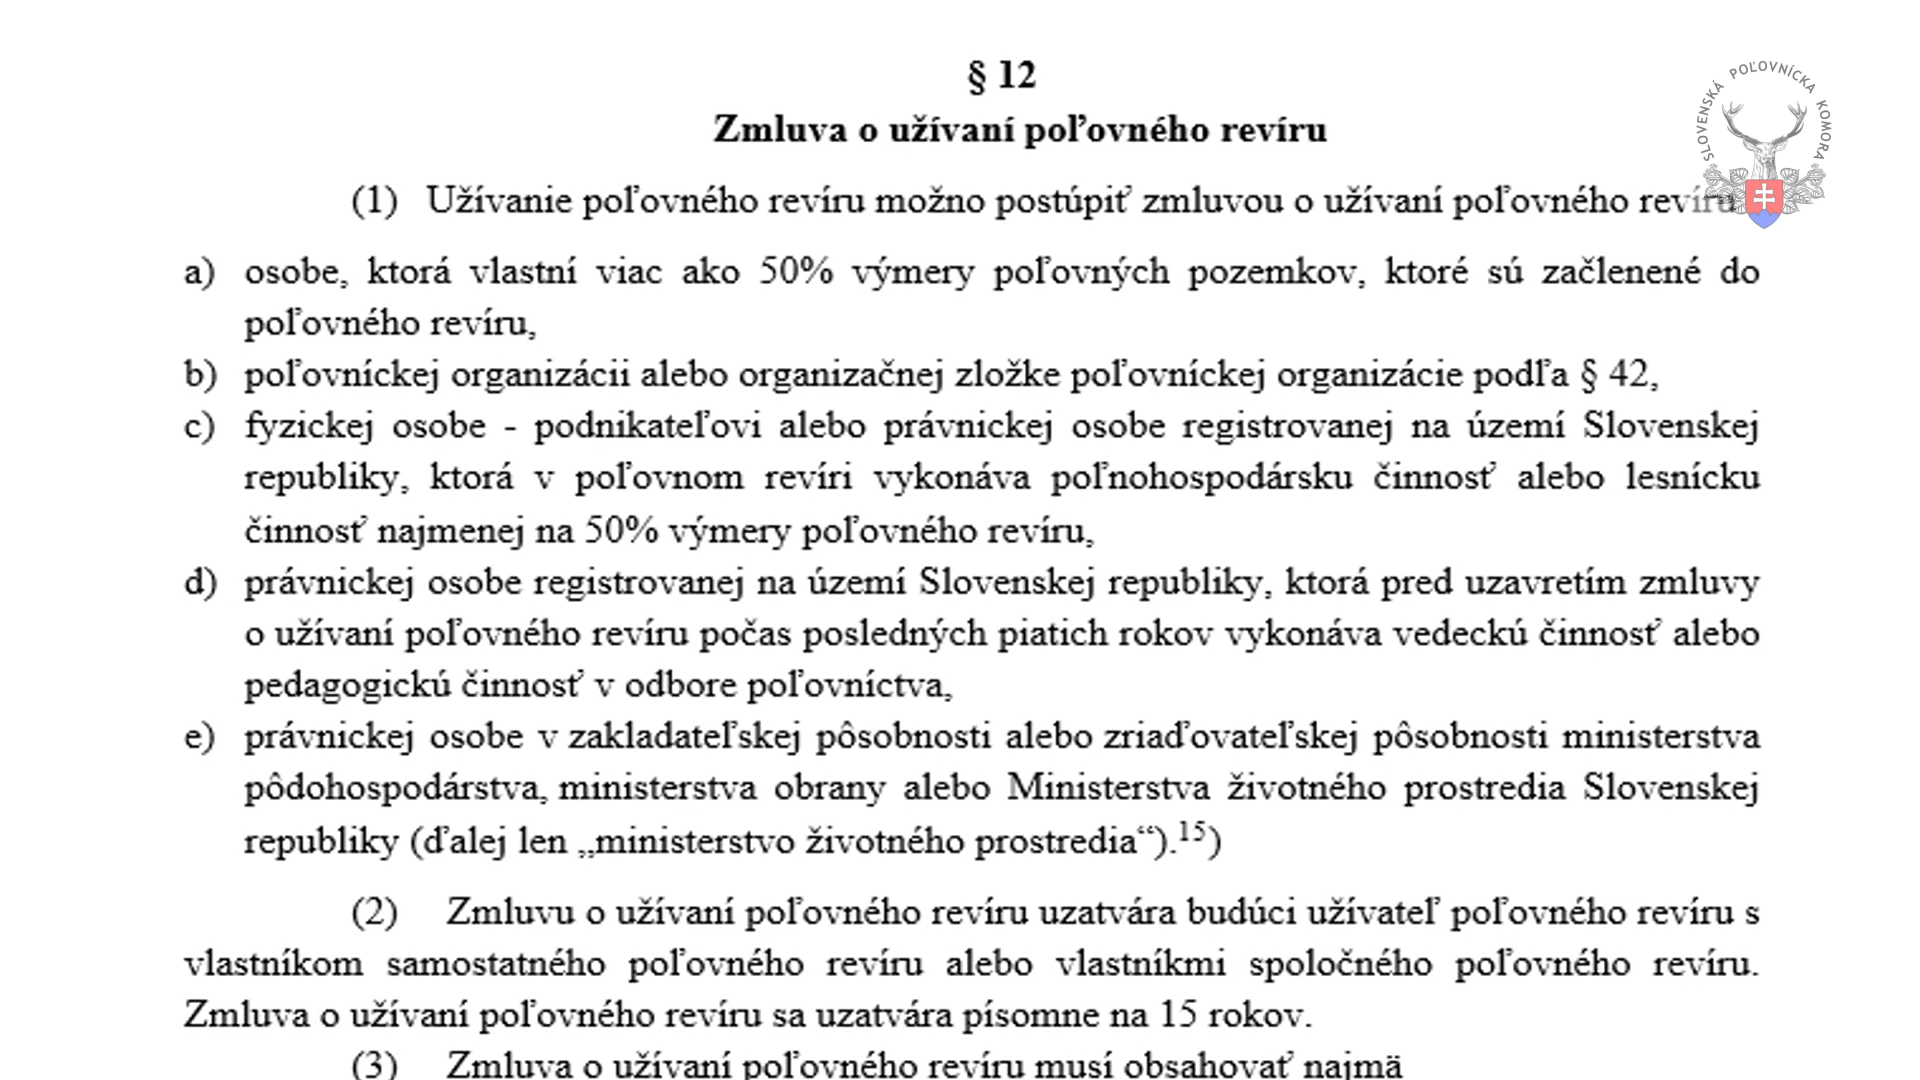 § 12
Zmluva o užívaní poľovného revíru
(1) Užívanie poľovného revíru možno postúpiť zmluvou o užívaní poľovného revíru
a) osobe, ktorá vlastní viac ako 50% výmery poľovných pozemkov, ktoré sú začlenené do
poľovného revíru,
b) poľovníckej organizácii alebo organizačnej zložke poľovníckej organizácie podľa § 42,
c) fyzickej osobe - podnikateľovi alebo právnickej osobe registrovanej na území Slovenskej
republiky, ktorá v poľovnom revíri vykonáva poľnohospodársku činnosť alebo lesnícku
činnosť najmenej na 50% výmery poľovného revíru,
d) právnickej osobe registrovanej na území Slovenskej republiky, ktorá pred uzavretím zmluvy
o užívaní poľovného revíru počas posledných piatich rokov vykonáva vedeckú činnosť alebo
pedagogickú činnosť v odbore poľovníctva,
e) právnickej osobe v zakladateľskej pôsobnosti alebo zriaďovateľskej pôsobnosti ministerstva
pôdohospodárstva, ministerstva obrany alebo Ministerstva životného prostredia Slovenskej
republiky (ďalej len „ministerstvo životného prostredia“).15)
(2) Zmluvu o užívaní poľovného revíru uzatvára budúci užívateľ poľovného revíru s
vlastníkom samostatného poľovného revíru alebo vlastníkmi spoločného poľovného revíru.
Zmluva o užívaní poľovného revíru sa uzatvára písomne na 15 rokov.
(3) Zmluva o užívaní poľovného revíru musí obsahovať najmä
SLOVENSKÁ POĽOVNÍCKA KOMORA